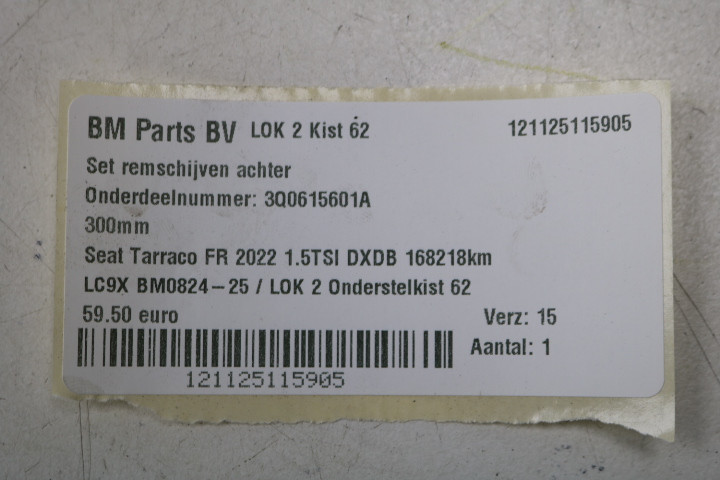 BM Parts BV LOK 2 Kist 62 121125115905
Set remschijven achter
Onderdeelnummer: 3Q0615601A
300mm
Seat Tarraco FR 2022 1.5TSI DXDB 168218km
LC9X BM0824-25 / LOK 2 Onderstelkist 62
59.50 euro Verz: 15
Aantal: 1
121125115905